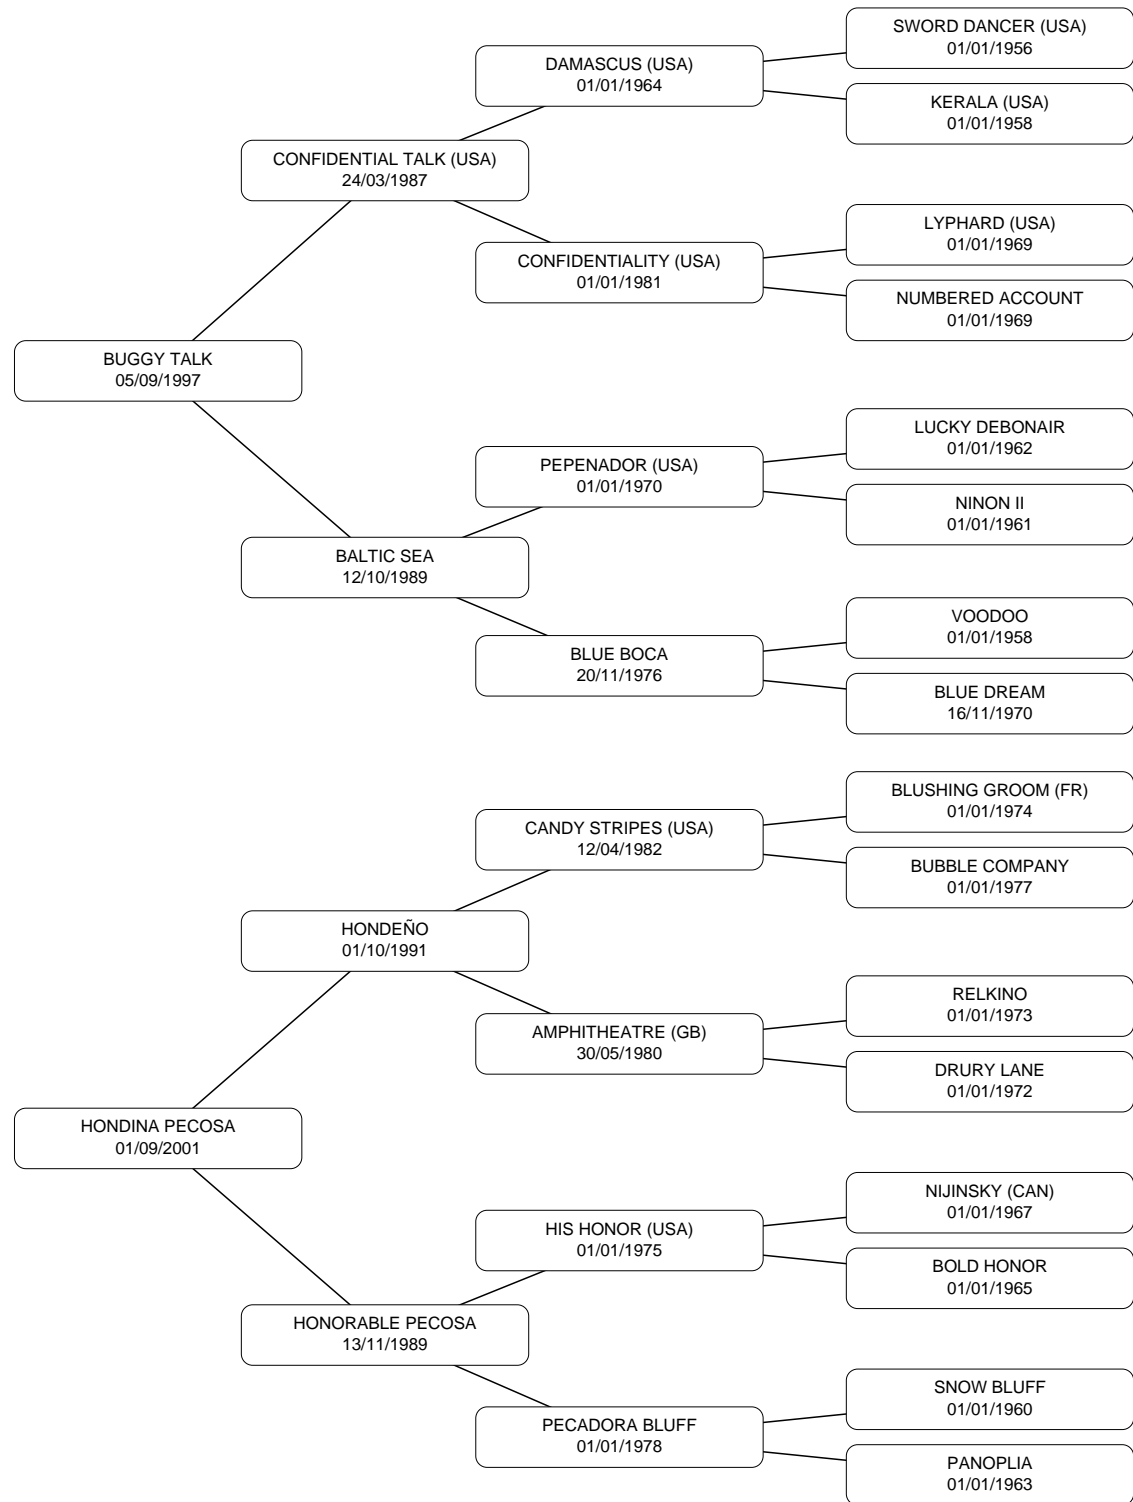 SWORD DANCER (USA)
01/01/1956
DAMASCUS (USA)
01/01/1964
KERALA (USA)
01/01/1958
CONFIDENTIAL TALK (USA)
24/03/1987
LYPHARD (USA)
01/01/1969
CONFIDENTIALITY (USA)
01/01/1981
NUMBERED ACCOUNT
01/01/1969
BUGGY TALK
05/09/1997
LUCKY DEBONAIR
01/01/1962
PEPENADOR (USA)
01/01/1970
NINON II
01/01/1961
BALTIC SEA
12/10/1989
VOODOO
01/01/1958
BLUE BOCA
20/11/1976
BLUE DREAM
16/11/1970
BLUSHING GROOM (FR)
01/01/1974
CANDY STRIPES (USA)
12/04/1982
BUBBLE COMPANY
01/01/1977
HONDEÑO
01/10/1991
RELKINO
01/01/1973
AMPHITHEATRE (GB)
30/05/1980
DRURY LANE
01/01/1972
HONDINA PECOSA
01/09/2001
NIJINSKY (CAN)
01/01/1967
HIS HONOR (USA)
01/01/1975
BOLD HONOR
01/01/1965
HONORABLE PECOSA
13/11/1989
SNOW BLUFF
01/01/1960
PECADORA BLUFF
01/01/1978
PANOPLIA
01/01/1963